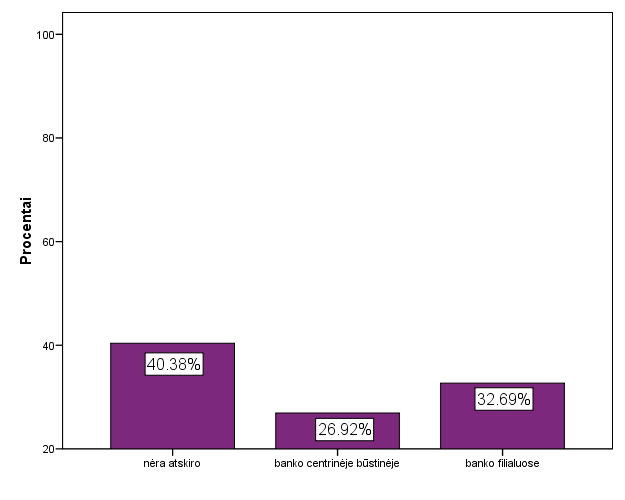 100
80
60
40
20
Procentai
40.38%
26.92%
32.69%
nėra atskiro
banko centrinėje būstinėje
banko filialuose